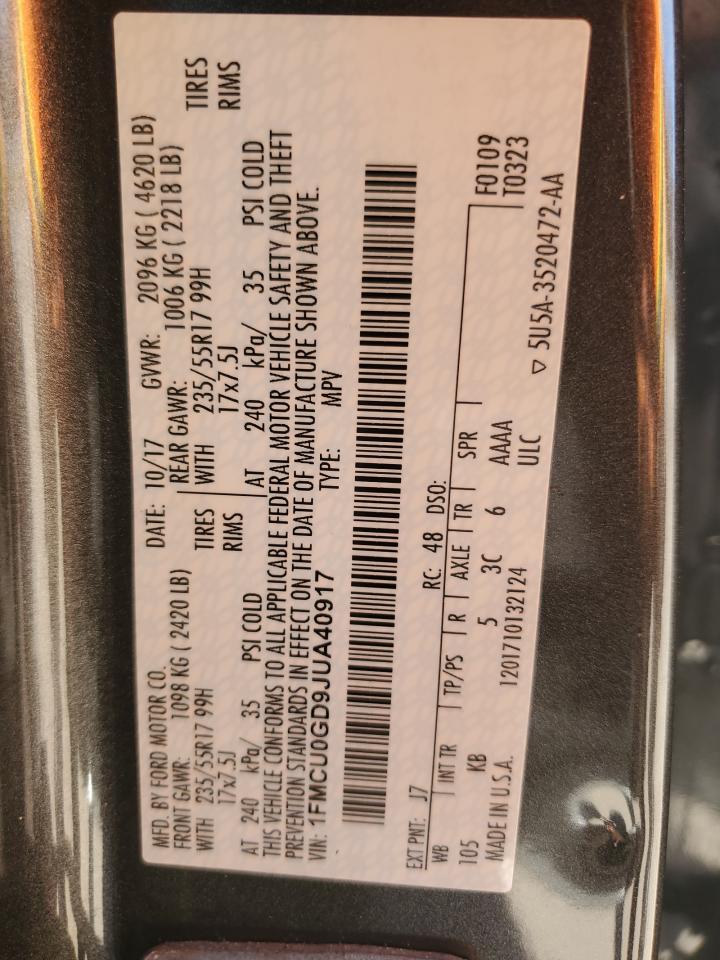 MFD. BY FORD MOTOR CO. DATE: 10/17 GVWR: 2096 KG ( 4620 LB)
FRONT GAWR: 1098 KG ( 2420 LB) REAR GAWR: 1006 KG ( 2218 LB)
WITH 235/55R17 99H TIRES WITH 235/55R17 99H TIRES
17x7.5J RIMS 17x7.5J RIMS
AT 240 kPa/ 35 PSI COLD AT 240 kPa/ 35 PSI COLD
THIS VEHICLE CONFORMS TO ALL APPLICABLE FEDERAL MOTOR VEHICLE SAFETY AND THEFT
PREVENTION STANDARDS IN EFFECT ON THE DATE OF MANUFACTURE SHOWN ABOVE.
VIN: 1FMCU0GD9JUA40917 TYPE: MPV
EXT PNT: J7 RC: 48 DSO: F0109
WB INT TR TP/PS R AXLE TR SPR T0323
105 KB 5 3C 6 AAAA
MADE IN U.S.A. 1201710132124 ULC
▽ 5U5A-3520472-AA